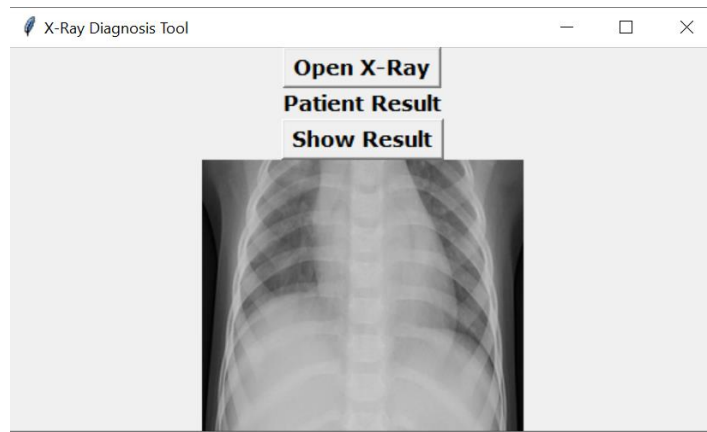 X-Ray Diagnosis Tool
Open X-Ray
Patient Result
Show Result